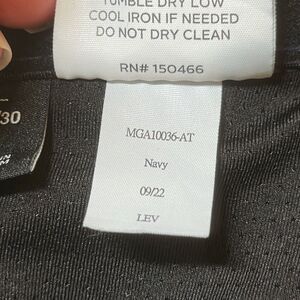 TUMBLE DRY LOW
COOL IRON IF NEEDED
DO NOT DRY CLEAN
RN# 150466
/30
MGA10036-AT
Navy
09/22
LEV